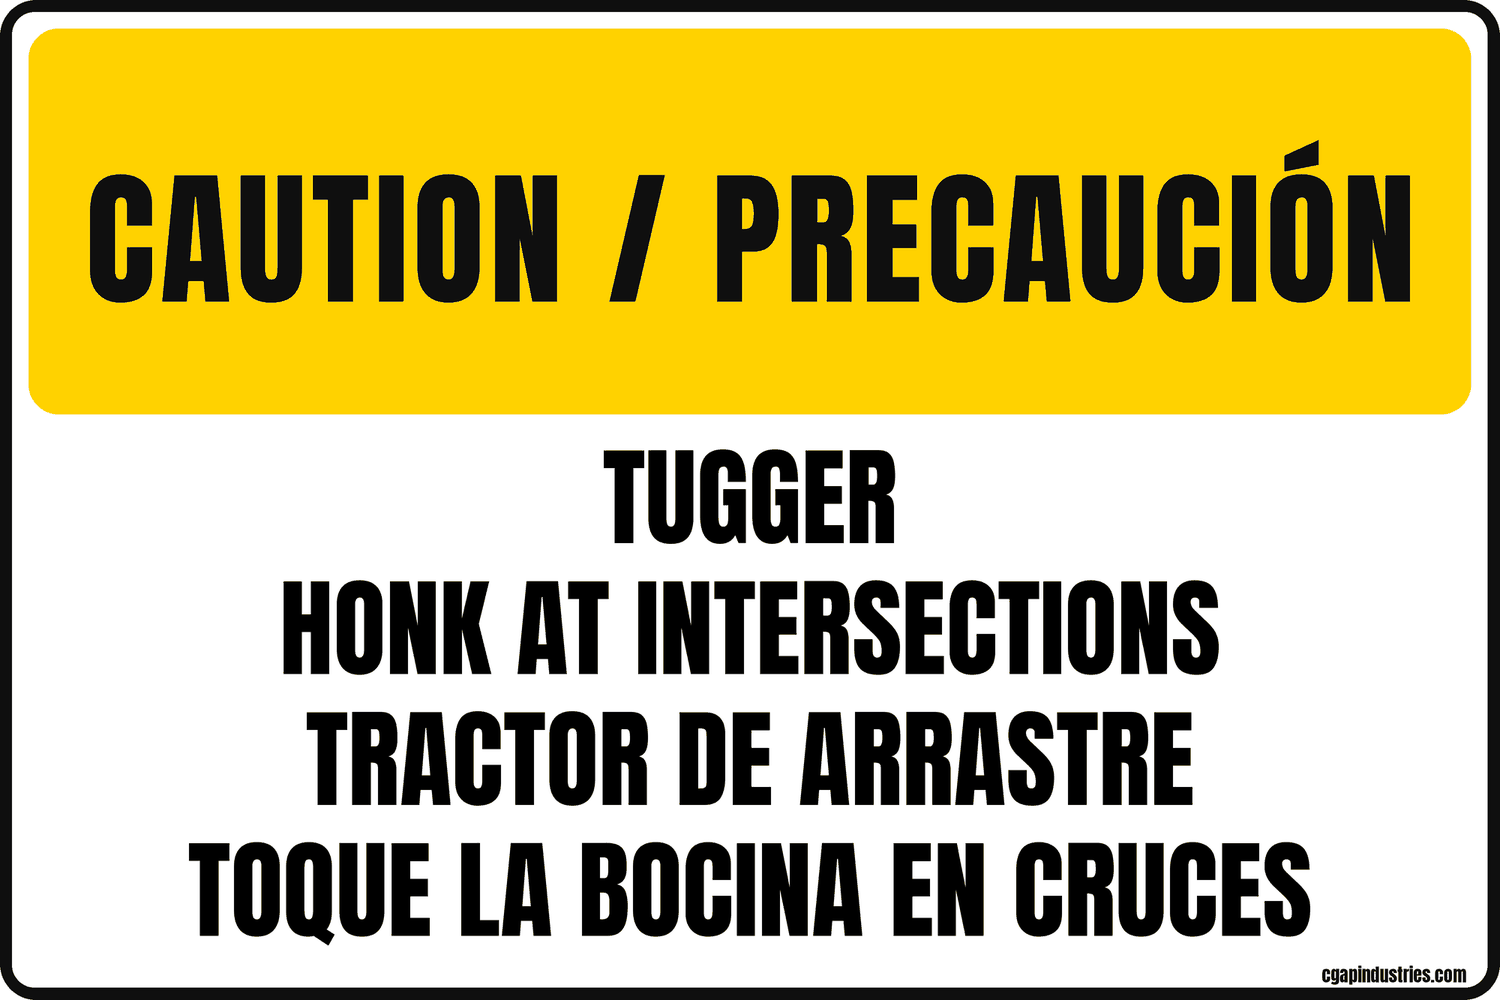 CAUTION / PRECAUCIÓN
TUGGER
HONK AT INTERSECTIONS
TRACTOR DE ARRASTRE
TOQUE LA BOCINA EN CRUCES
cgapindustries.com